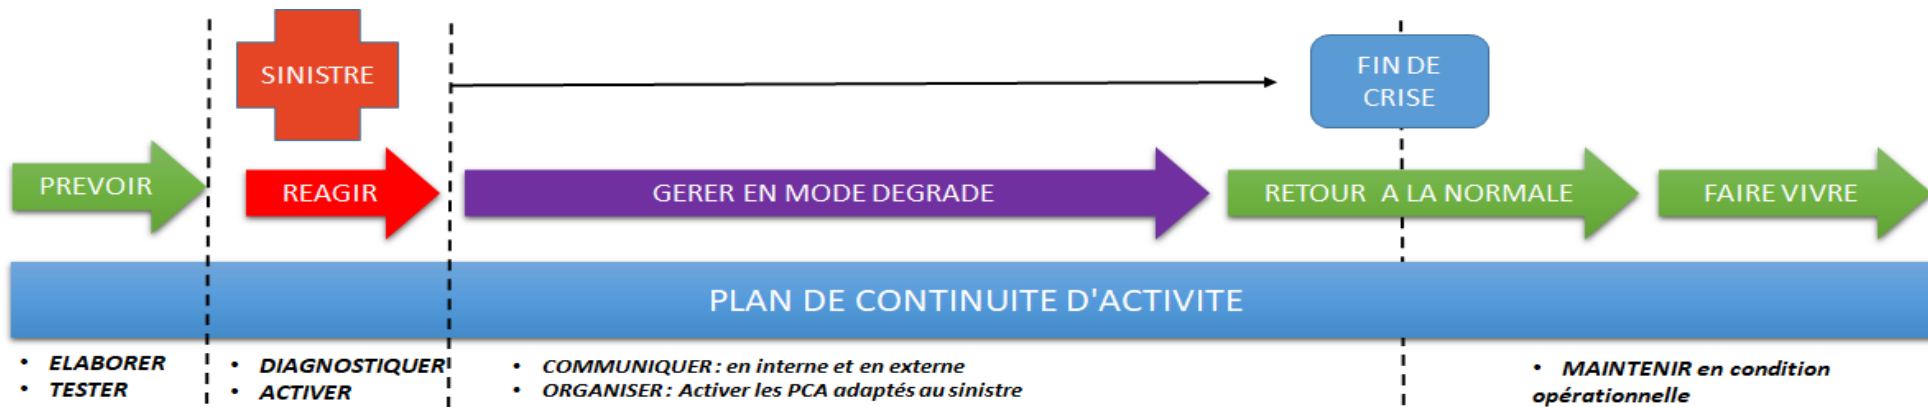 SINISTRE
FIN DE
CRISE
PREVOIR
REAGIR
GERER EN MODE DEGRADE
RETOUR A LA NORMALE
FAIRE VIVRE
PLAN DE CONTINUITE D'ACTIVITE
• ELABORER
• TESTER
• DIAGNOSTIQUER
• ACTIVER
• COMMUNIQUER : en interne et en externe
• ORGANISER : Activer les PCA adaptés au sinistre
• MAINTENIR en condition
opérationnelle